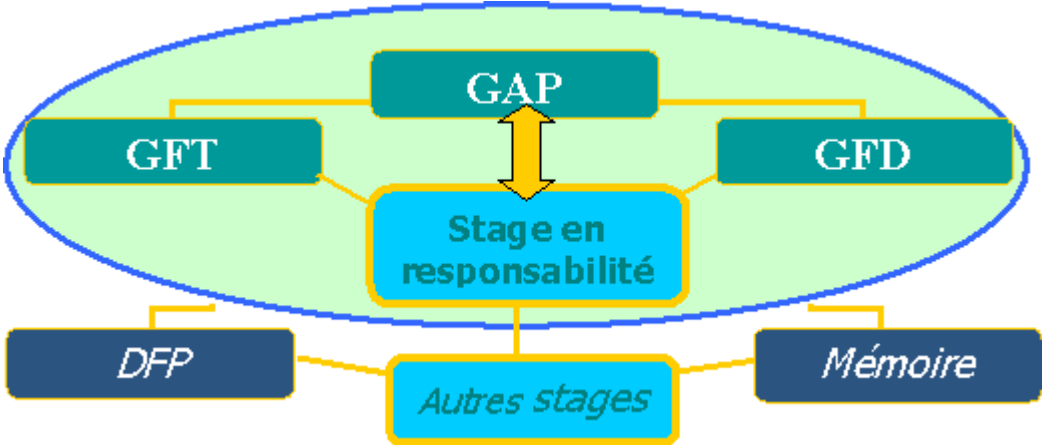 GAP
GFT
GFD
Stage en
responsabilité
DFP
Mémoire
Autres stages